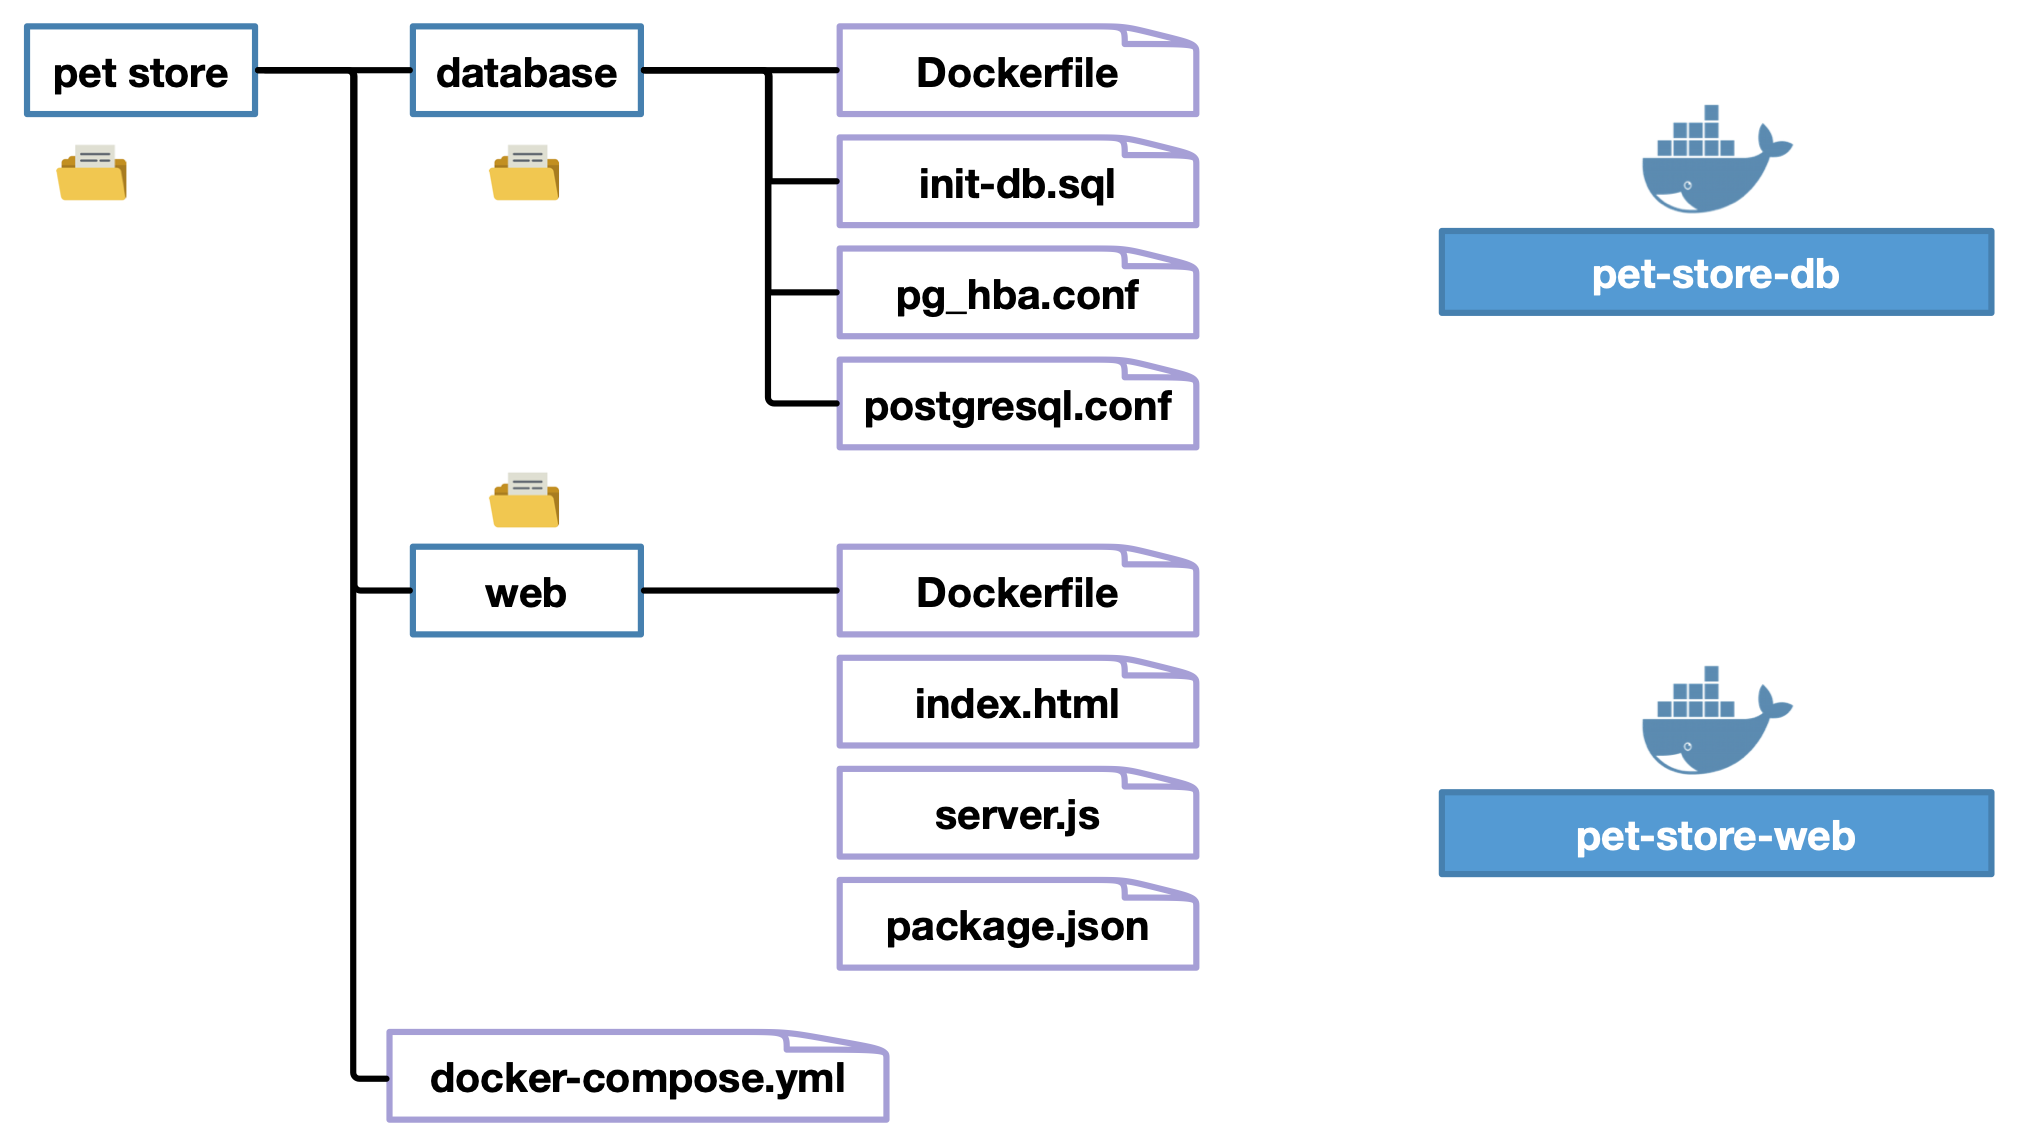 pet store
database
Dockerfile
init-db.sql
pg_hba.conf
postgresql.conf
pet-store-db
web
Dockerfile
index.html
server.js
package.json
pet-store-web
docker-compose.yml